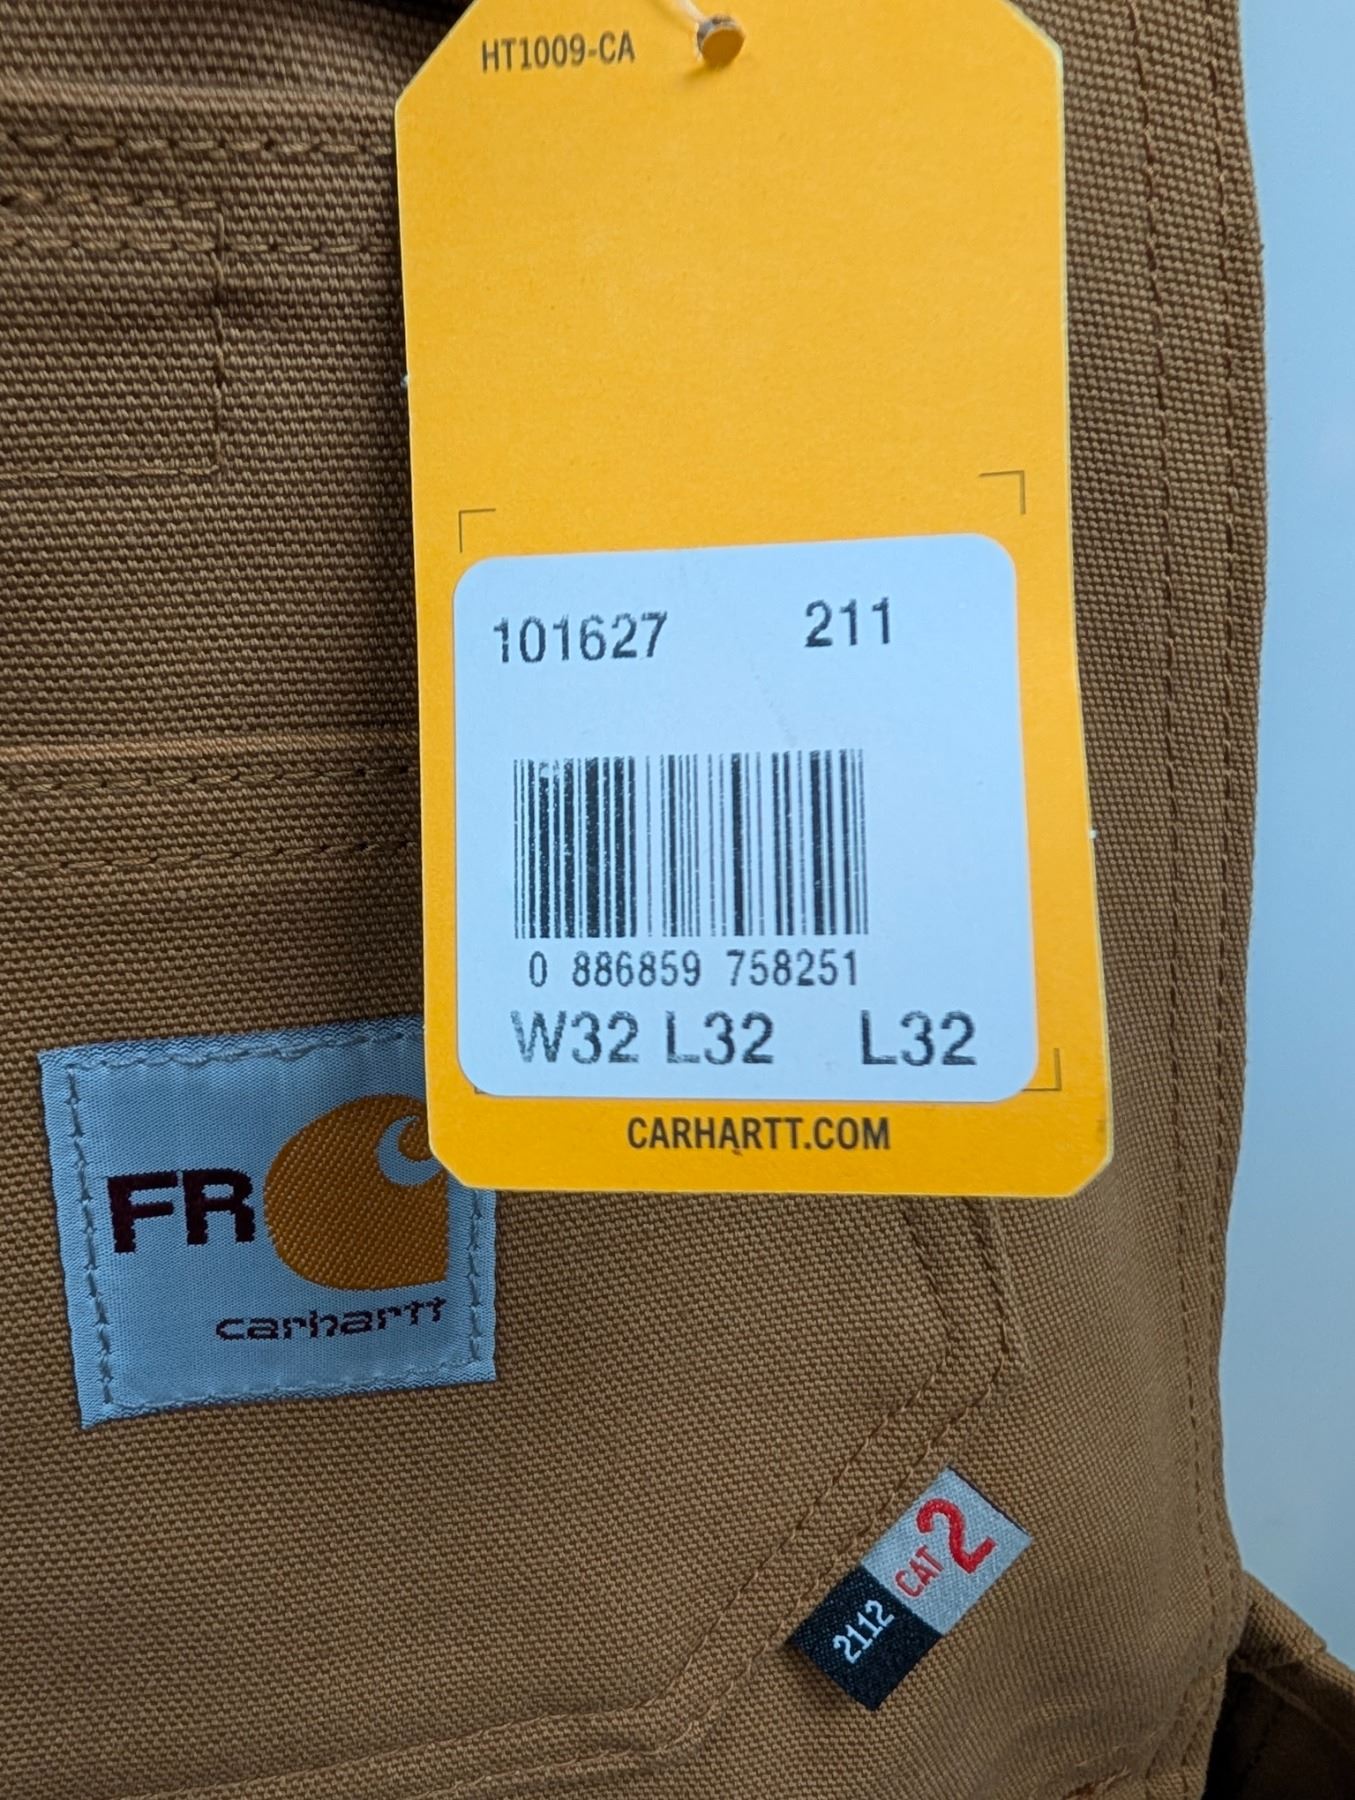 HT1009-CA
101627 211
0 886859 758251
W32 L32 L32
CARHARTT.COM
FR
carhartt
CAT 2
2112